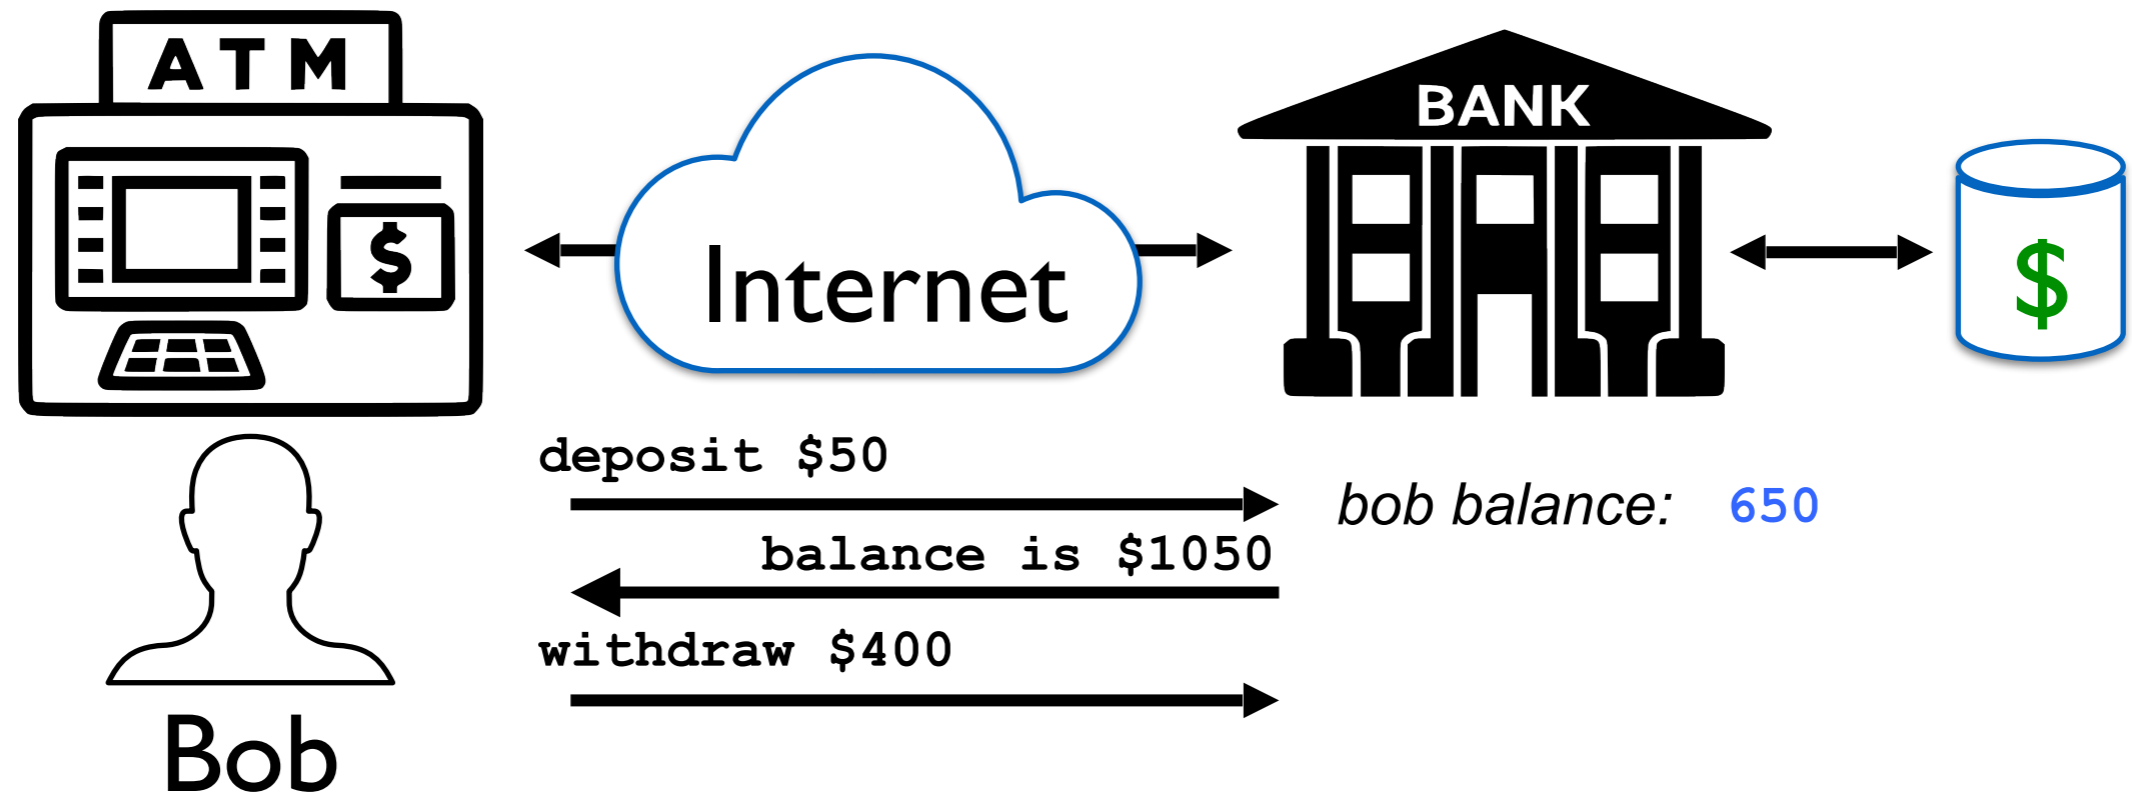 ATM
BANK
$
$
Internet
deposit $50
bob balance: 650
balance is $1050
withdraw $400
Bob